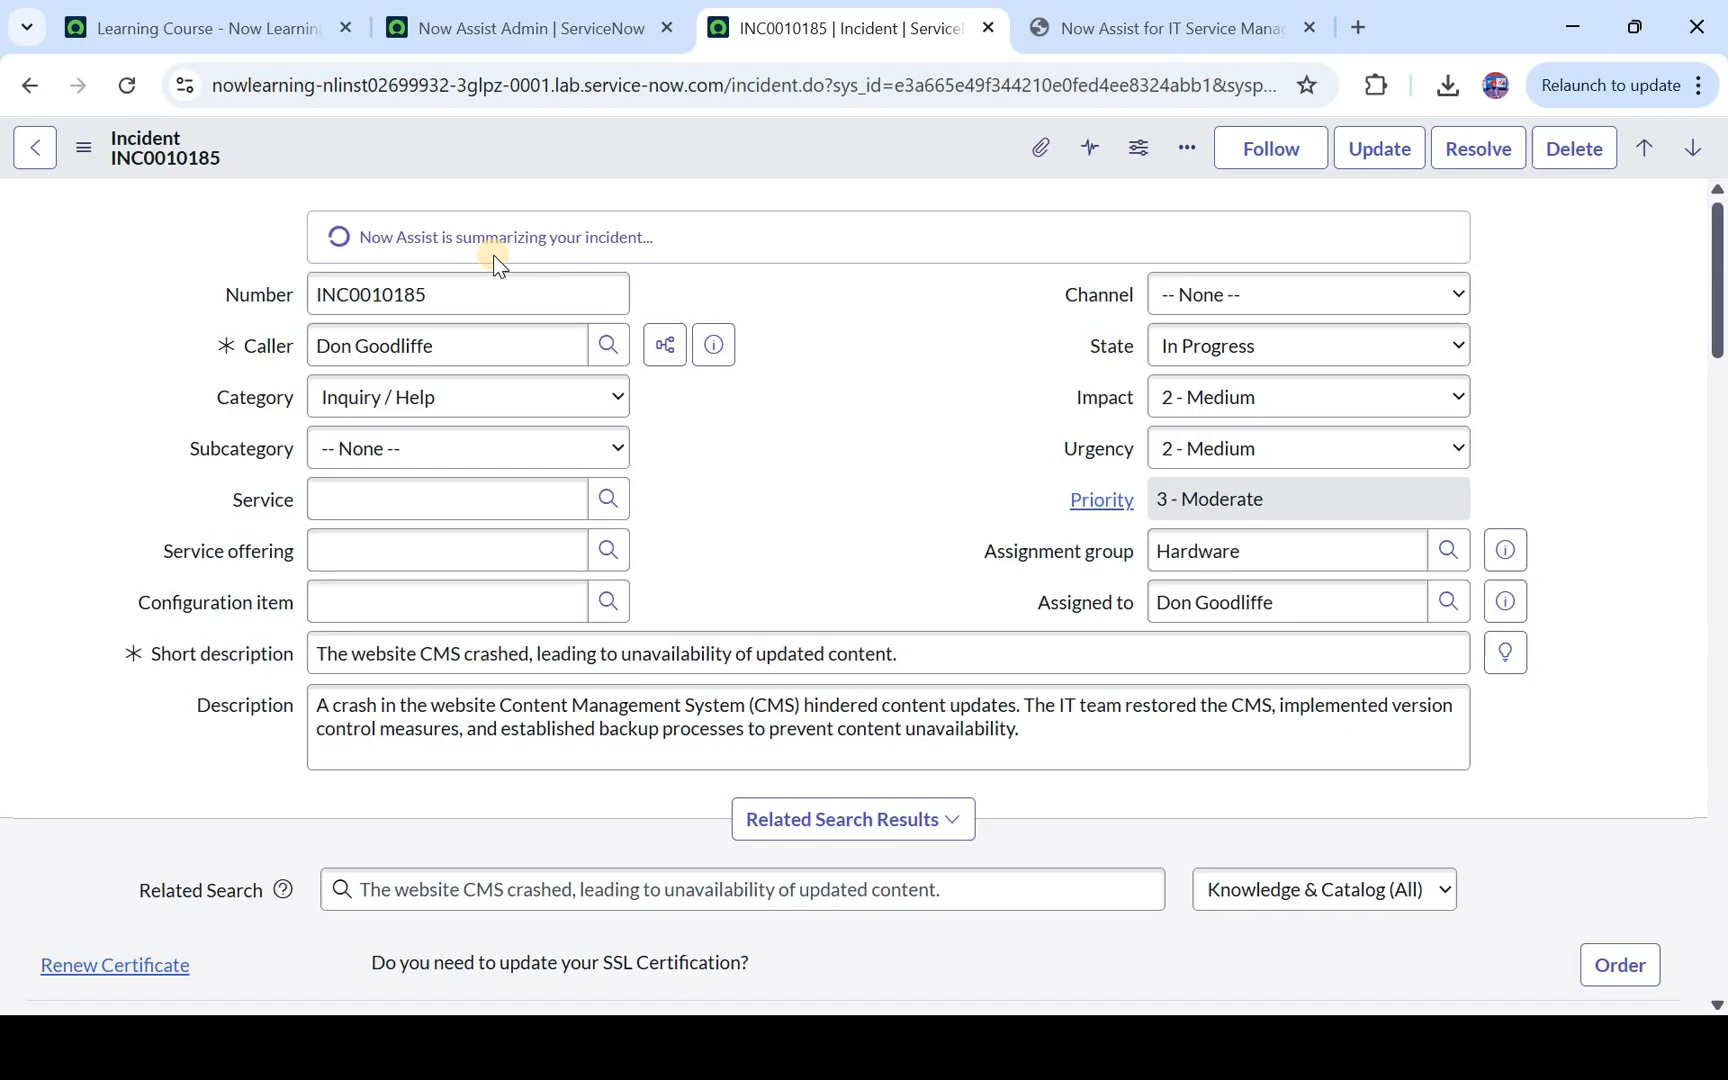 Learning Course - Now Learnin
Now Assist Admin | ServiceNow
INC0010185 | Incident | Service
Now Assist for IT Service Mana
nowlearning-nlinst02699932-3glpz-0001.lab.service-now.com/incident.do?sys_id=e3a665e49f344210e0fed4ee8324abb1&sysp...
Relaunch to update
Incident
INC0010185
Follow
Update
Resolve
Delete
Now Assist is summarizing your incident...
Number INC0010185
Channel -- None --
Caller Don Goodliffe
State In Progress
Category Inquiry / Help
Impact 2 - Medium
Subcategory -- None --
Urgency 2 - Medium
Service
Priority 3 - Moderate
Service offering
Assignment group Hardware
Configuration item
Assigned to Don Goodliffe
Short description The website CMS crashed, leading to unavailability of updated content.
Description A crash in the website Content Management System (CMS) hindered content updates. The IT team restored the CMS, implemented version
control measures, and established backup processes to prevent content unavailability.
Related Search Results
Related Search The website CMS crashed, leading to unavailability of updated content. Knowledge & Catalog (All)
Renew Certificate Do you need to update your SSL Certification? Order